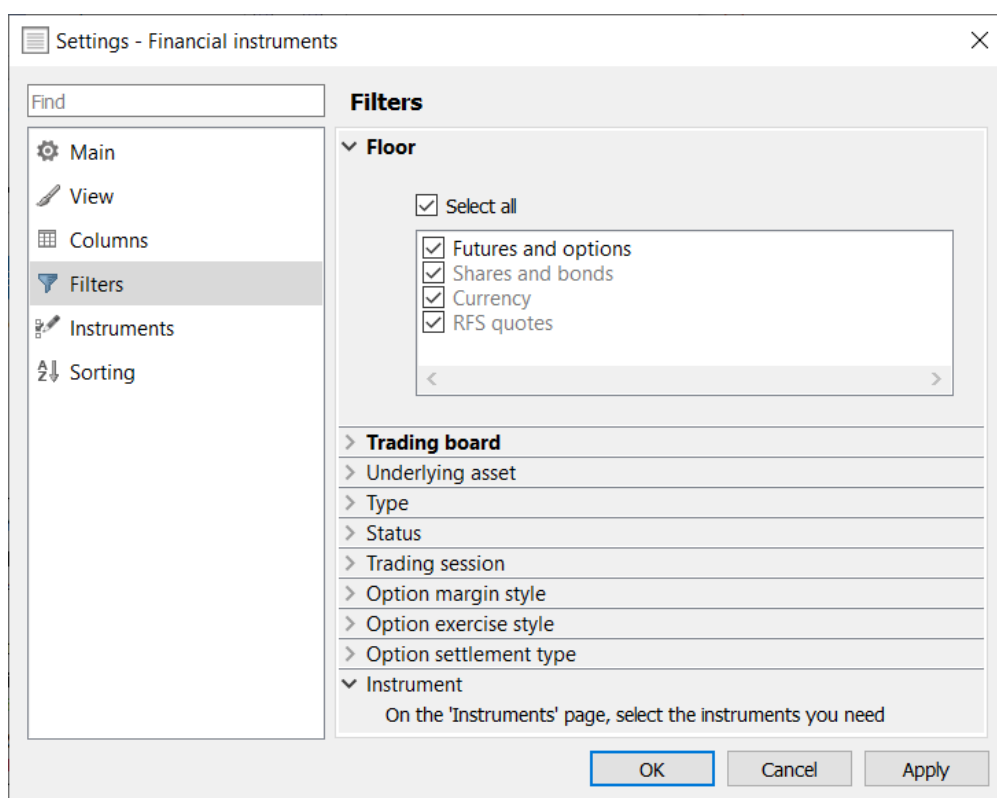 Settings - Financial instruments
Find
Main
View
Columns
Filters
Instruments
Sorting
Filters
Floor
Select all
Futures and options
Shares and bonds
Currency
RFS quotes
Trading board
Underlying asset
Type
Status
Trading session
Option margin style
Option exercise style
Option settlement type
Instrument
On the 'Instruments' page, select the instruments you need
OK Cancel Apply